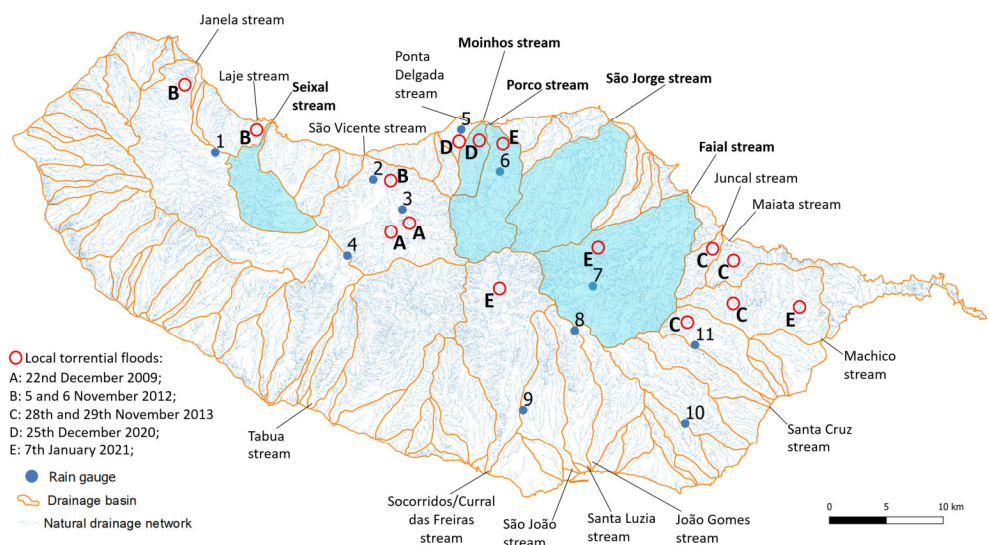 Janela stream
Laje stream
Seixal
stream
São Vicente stream
Ponta
Delgada
stream
Moinhos stream
Porco stream
São Jorge stream
Faial stream
Juncal stream
Maiata stream
B
B
1
2
B
3
A
A
4
5
D
D
E
6
E
7
E
8
C
C
C
C
E
11
9
10
Machico
stream
Santa Cruz
stream
João Gomes
stream
Santa Luzia
stream
São João
stream
Socorridos/Curral
das Freiras
stream
Tabua
stream
Local torrential floods:
A: 22nd December 2009;
B: 5 and 6 November 2012;
C: 28th and 29th November 2013
D: 25th December 2020;
E: 7th January 2021;
Rain gauge
Drainage basin
Natural drainage network
0 5 10 km